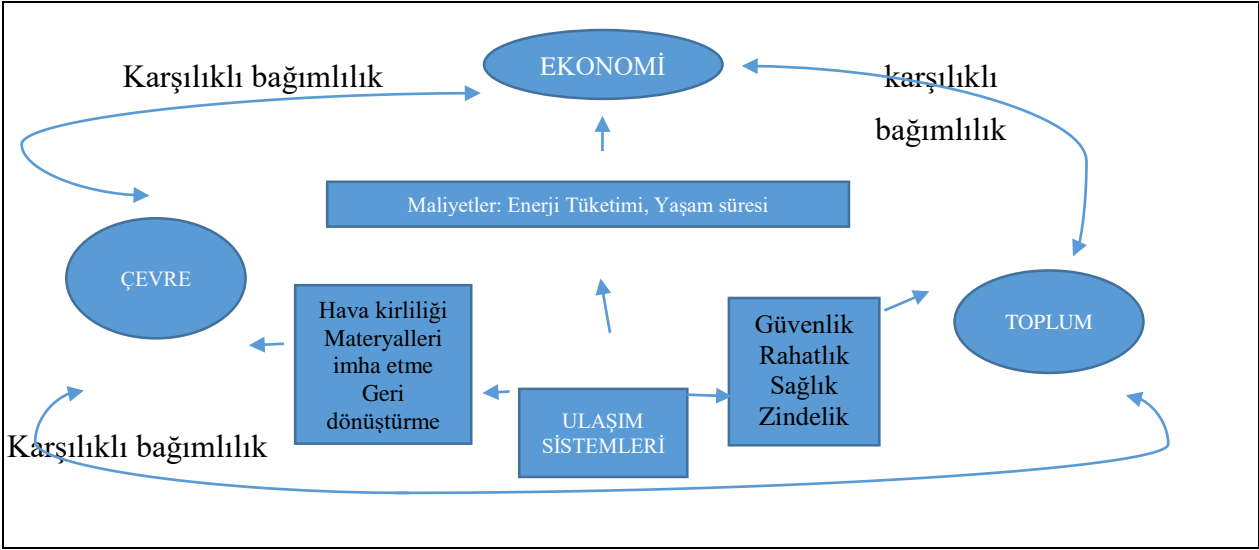 EKONOMİ
Karşılıklı bağımlılık
karşılıklı
bağımlılık
Maliyetler: Enerji Tüketimi, Yaşam süresi
ÇEVRE
Hava kirliliği
Materyalleri
imha etme
Geri
dönüştürme
Güvenlik
Rahatlık
Sağlık
Zindelik
TOPLUM
ULAŞIM
SİSTEMLERİ
Karşılıklı bağımlılık